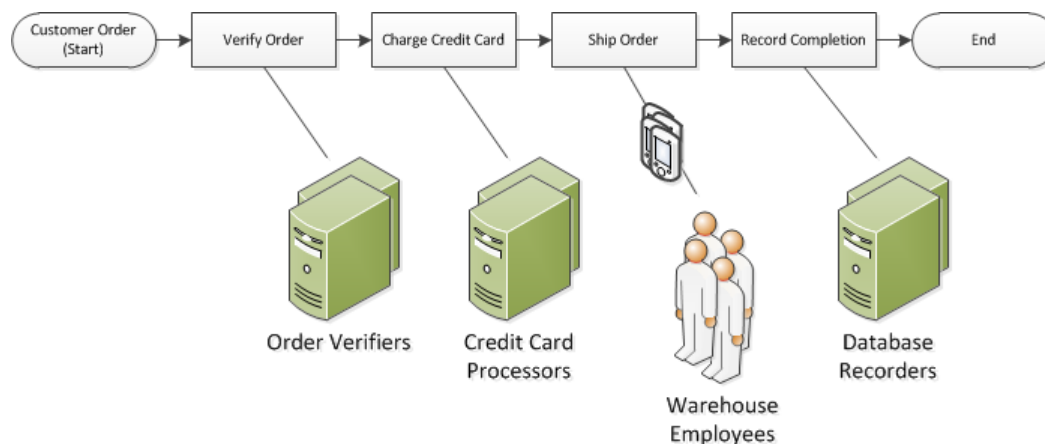 Customer Order
(Start)
Verify Order
Charge Credit Card
Ship Order
Record Completion
End
Order Verifiers
Credit Card
Processors
Warehouse
Employees
Database
Recorders